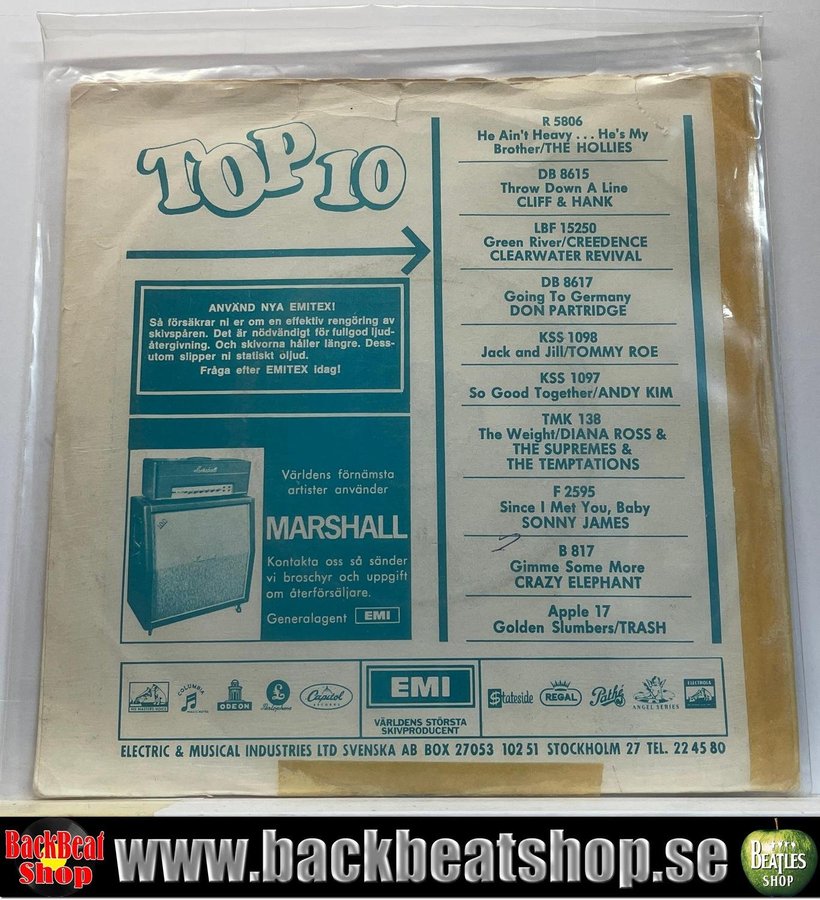 TOP 10
ANVÄND NYA EMITEX!
Så försäkrar ni er om en effektiv rengöring av
skivspåren. Det är nödvändigt för fullgod ljud-
återgivning. Och skivorna håller längre. Dess-
utom slipper ni statiskt oljud.
Fråga efter EMITEX idag!
Marshall
Världens förnämsta
artister använder
MARSHALL
Kontakta oss så sänder
vi broschyr och uppgift
om återförsäljare.
Generalagent EMI
R 5806
He Ain't Heavy . . . He's My
Brother/THE HOLLIES
DB 8615
Throw Down A Line
CLIFF & HANK
LBF 15250
Green River/CREEDENCE
CLEARWATER REVIVAL
DB 8617
Going To Germany
DON PARTRIDGE
KSS 1098
Jack and Jill/TOMMY ROE
KSS 1097
So Good Together/ANDY KIM
TMK 138
The Weight/DIANA ROSS &
THE SUPREMES &
THE TEMPTATIONS
F 2595
Since I Met You, Baby
SONNY JAMES
B 817
Gimme Some More
CRAZY ELEPHANT
Apple 17
Golden Slumbers/TRASH
HIS MASTER'S VOICE
COLUMBIA
ODEON
Parlophone
Capitol
RECORDS
EMI
VÄRLDENS STÖRSTA
SKIVPRODUCENT
Stateside
REGAL
Pathé
ANGEL SERIES
ELECTROLA
ELECTRIC & MUSICAL INDUSTRIES LTD SVENSKA AB BOX 27053 102 51 STOCKHOLM 27 TEL. 22 45 80
BackBeat
Shop
www.backbeatshop.se
BEATLES
SHOP